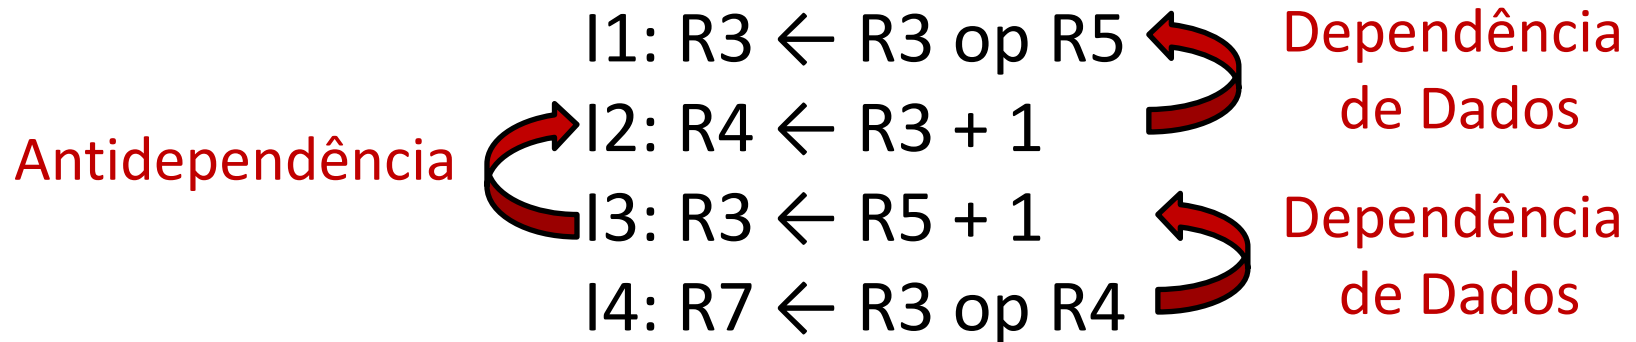 I1: R3 ← R3 op R5
Dependência
de Dados
I2: R4 ← R3 + 1
Antidependência
I3: R3 ← R5 + 1
Dependência
de Dados
I4: R7 ← R3 op R4